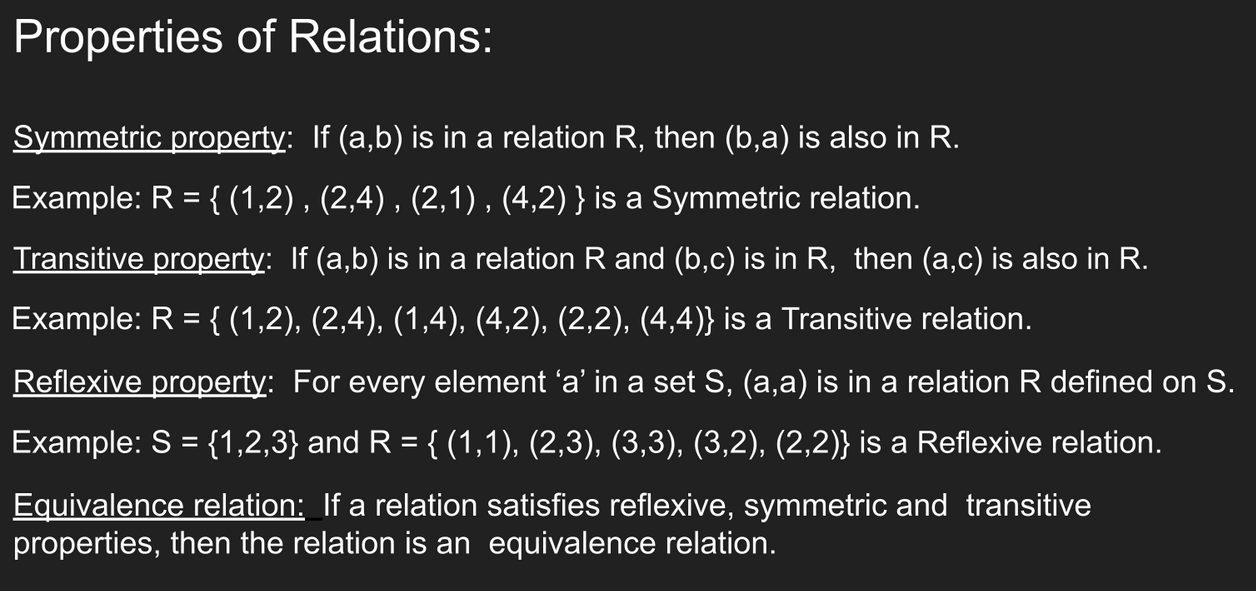 Properties of Relations:
Symmetric property: If (a,b) is in a relation R, then (b,a) is also in R.
Example: R = { (1,2) , (2,4) , (2,1) , (4,2) } is a Symmetric relation.
Transitive property: If (a,b) is in a relation R and (b,c) is in R, then (a,c) is also in R.
Example: R = { (1,2), (2,4), (1,4), (4,2), (2,2), (4,4)} is a Transitive relation.
Reflexive property: For every element ‘a’ in a set S, (a,a) is in a relation R defined on S.
Example: S = {1,2,3} and R = { (1,1), (2,3), (3,3), (3,2), (2,2)} is a Reflexive relation.
Equivalence relation: If a relation satisfies reflexive, symmetric and transitive
properties, then the relation is an equivalence relation.